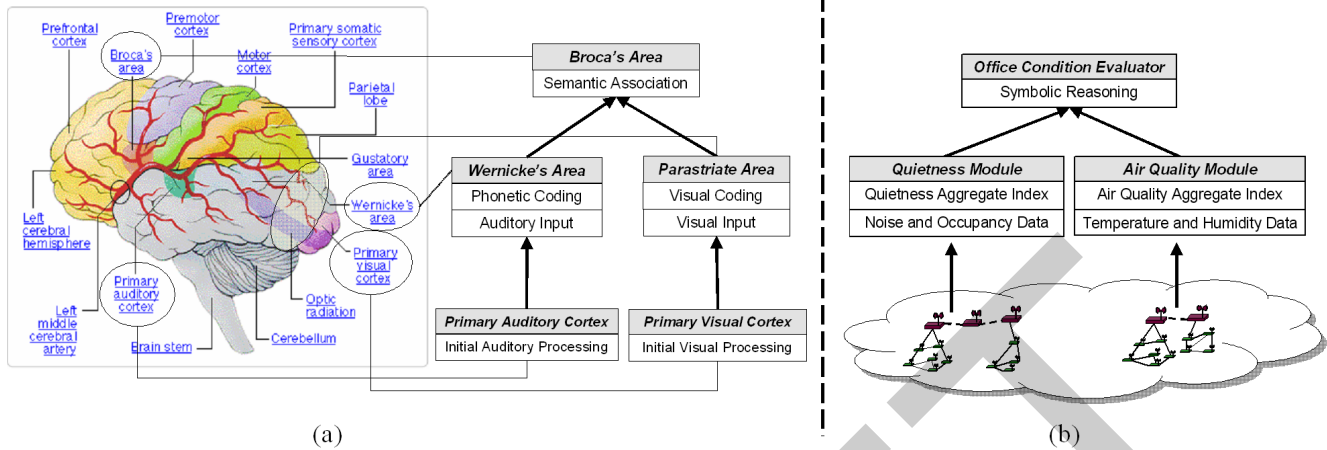 Prefrontal
cortex
Premotor
cortex
Primary somatic
sensory cortex
Broca's
area
Motor
cortex
Parietal
lobe
Gustatory
area
Wernicke's
area
Left
cerebral
hemisphere
Primary
visual
cortex
Primary
auditory
cortex
Optic
radiation
Left
middle
cerebral
artery
Cerebellum
Brain stem
Broca's Area
Semantic Association
Wernicke's Area
Phonetic Coding
Auditory Input
Parastriate Area
Visual Coding
Visual Input
Primary Auditory Cortex
Initial Auditory Processing
Primary Visual Cortex
Initial Visual Processing
(a)
Office Condition Evaluator
Symbolic Reasoning
Quietness Module
Quietness Aggregate Index
Noise and Occupancy Data
Air Quality Module
Air Quality Aggregate Index
Temperature and Humidity Data
(b)